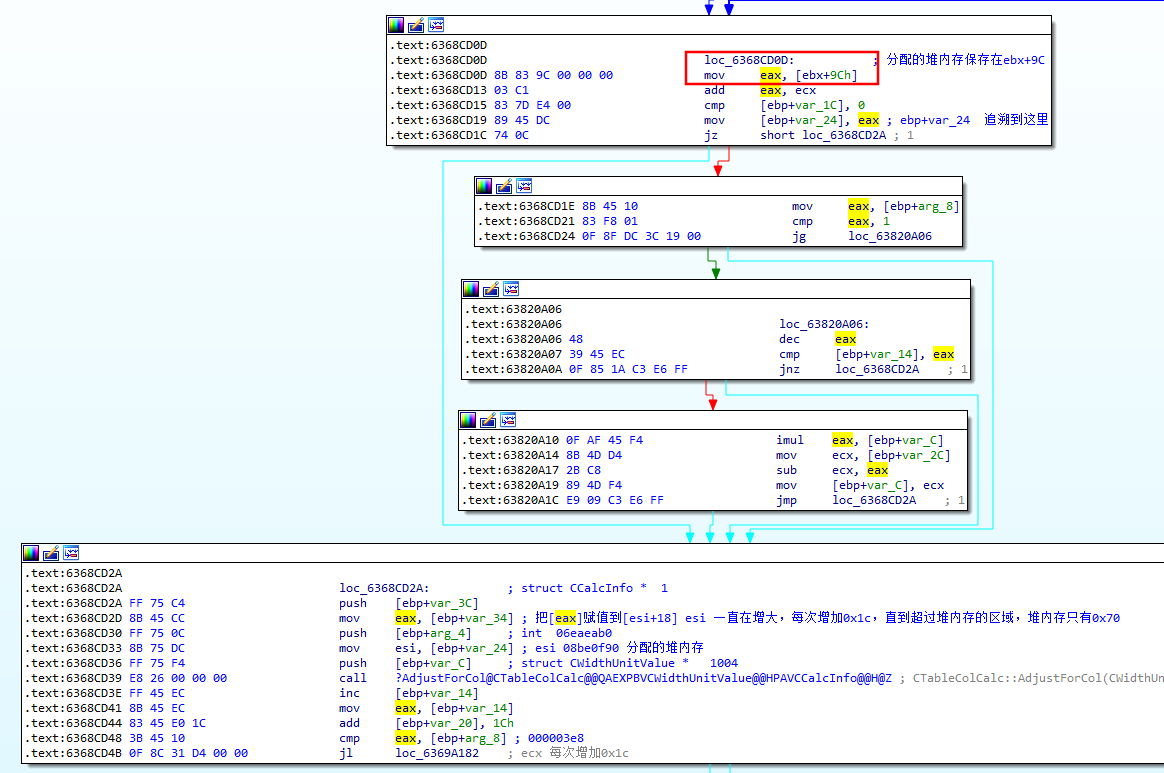 .text:6368CD0D
.text:6368CD0D loc_6368CD0D: ; 分配的堆内存保存在ebx+9C
.text:6368CD0D 8B 83 9C 00 00 00 mov eax, [ebx+9Ch]
.text:6368CD13 03 C1 add eax, ecx
.text:6368CD15 83 7D E4 00 cmp [ebp+var_1C], 0
.text:6368CD19 89 45 DC mov [ebp+var_24], eax ; ebp+var_24 追溯到这里
.text:6368CD1C 74 0C jz short loc_6368CD2A ; 1
.text:6368CD1E 8B 45 10 mov eax, [ebp+arg_8]
.text:6368CD21 83 F8 01 cmp eax, 1
.text:6368CD24 0F 8F DC 3C 19 00 jg loc_63820A06
.text:63820A06
.text:63820A06 loc_63820A06:
.text:63820A06 48 dec eax
.text:63820A07 39 45 EC cmp [ebp+var_14], eax
.text:63820A0A 0F 85 1A C3 E6 FF jnz loc_6368CD2A ; 1
.text:63820A10 0F AF 45 F4 imul eax, [ebp+var_C]
.text:63820A14 8B 4D D4 mov ecx, [ebp+var_2C]
.text:63820A17 2B C8 sub ecx, eax
.text:63820A19 89 4D F4 mov [ebp+var_C], ecx
.text:63820A1C E9 09 C3 E6 FF jmp loc_6368CD2A ; 1
.text:6368CD2A
.text:6368CD2A loc_6368CD2A: ; struct CCalcInfo * 1
.text:6368CD2A FF 75 C4 push [ebp+var_3C]
.text:6368CD2D 8B 45 CC mov eax, [ebp+var_34] ; 把[eax]赋值到[esi+18] esi 一直在增大，每次增加0x1c，直到超过堆内存的区域，堆内存只有0x70
.text:6368CD30 FF 75 0C push [ebp+arg_4] ; int 06eaeab0
.text:6368CD33 8B 75 DC mov esi, [ebp+var_24] ; esi 08be0f90 分配的堆内存
.text:6368CD36 FF 75 F4 push [ebp+var_C] ; struct CWidthUnitValue * 1004
.text:6368CD39 E8 26 00 00 00 call ?AdjustForCol@CTableColCalc@@QAEXPBVCWidthUnitValue@@HPAVCCalcInfo@@H@Z ; CTableColCalc::AdjustForCol(CWidthUn
.text:6368CD3E FF 45 EC inc [ebp+var_14]
.text:6368CD41 8B 45 EC mov eax, [ebp+var_14]
.text:6368CD44 83 45 E0 1C add [ebp+var_20], 1Ch
.text:6368CD48 3B 45 10 cmp eax, [ebp+arg_8] ; 000003e8
.text:6368CD4B 0F 8C 31 D4 00 00 jl loc_6369A182 ; ecx 每次增加0x1c